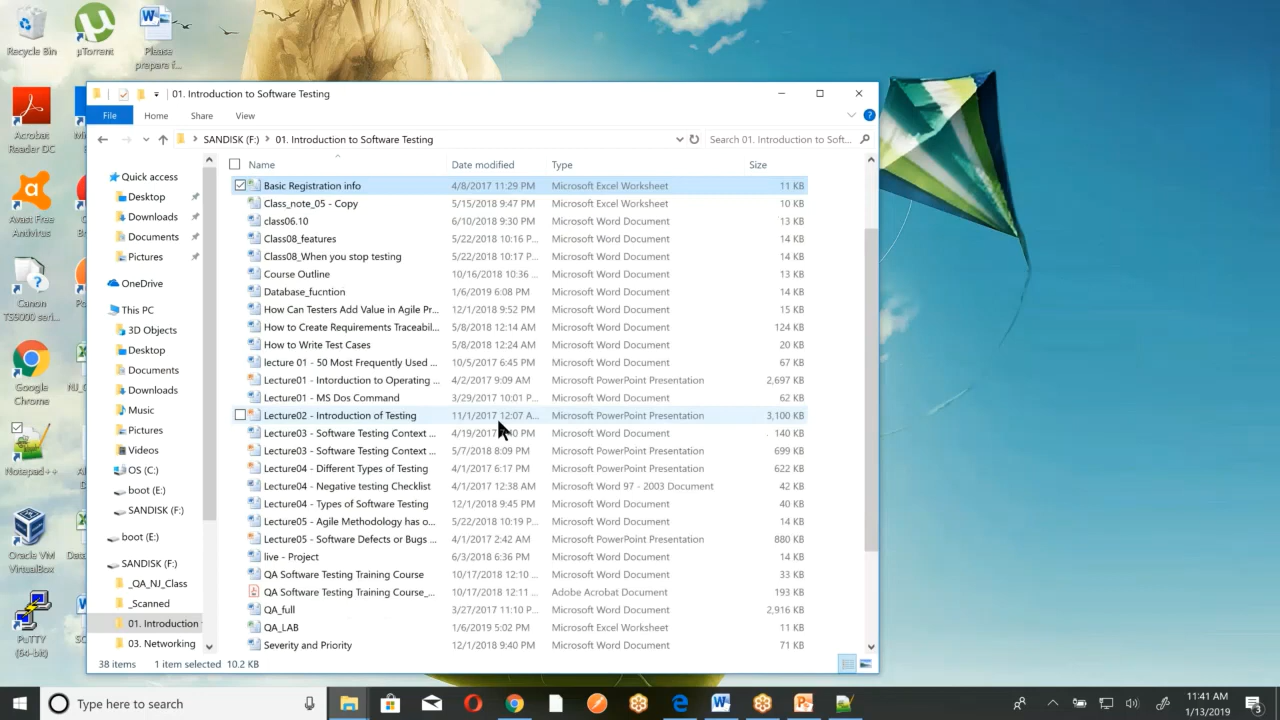 Recycle Bin
µTorrent
Please prepare f...
01. Introduction to Software Testing
File Home Share View
SANDISK (F:) > 01. Introduction to Software Testing
Search 01. Introduction to Soft...
Acrobat Reader DC
Avast Free Antivirus
Canon TS9000 seri...
Google Chrome
Notepad++
Oracle VM VirtualBox
PuTTY (64-bit)
Quick access
Desktop
Downloads
Documents
Pictures
OneDrive
This PC
3D Objects
Desktop
Documents
Downloads
Music
Pictures
Videos
OS (C:)
boot (E:)
SANDISK (F:)
boot (E:)
SANDISK (F:)
_QA_NJ_Class
_Scanned
01. Introduction
03. Networking
Name Date modified Type Size
Basic Registration info 4/8/2017 11:29 PM Microsoft Excel Worksheet 11 KB
Class_note_05 - Copy 5/15/2018 9:47 PM Microsoft Excel Worksheet 10 KB
class06.10 6/10/2018 9:30 PM Microsoft Word Document 13 KB
Class08_features 5/22/2018 10:16 P... Microsoft Word Document 14 KB
Class08_When you stop testing 5/22/2018 10:17 P... Microsoft Word Document 14 KB
Course Outline 10/16/2018 10:36 ... Microsoft Word Document 13 KB
Database_fucntion 1/6/2019 6:08 PM Microsoft Word Document 14 KB
How Can Testers Add Value in Agile Pr... 12/1/2018 9:52 PM Microsoft Word Document 15 KB
How to Create Requirements Traceabil... 5/8/2018 12:14 AM Microsoft Word Document 124 KB
How to Write Test Cases 5/8/2018 12:24 AM Microsoft Word Document 20 KB
lecture 01 - 50 Most Frequently Used ... 10/5/2017 6:45 PM Microsoft Word Document 67 KB
Lecture01 - Intorduction to Operating ... 4/2/2017 9:09 AM Microsoft PowerPoint Presentation 2,697 KB
Lecture01 - MS Dos Command 3/29/2017 10:01 P... Microsoft Word Document 62 KB
Lecture02 - Introduction of Testing 11/1/2017 12:07 A... Microsoft PowerPoint Presentation 3,100 KB
Lecture03 - Software Testing Context ... 4/19/2017 PM Microsoft Word Document 140 KB
Lecture03 - Software Testing Context ... 5/7/2018 8:09 PM Microsoft PowerPoint Presentation 699 KB
Lecture04 - Different Types of Testing 4/1/2017 6:17 PM Microsoft PowerPoint Presentation 622 KB
Lecture04 - Negative testing Checklist 4/1/2017 12:38 AM Microsoft Word 97 - 2003 Document 42 KB
Lecture04 - Types of Software Testing 12/1/2018 9:45 PM Microsoft Word Document 40 KB
Lecture05 - Agile Methodology has o... 5/22/2018 10:19 P... Microsoft Word Document 14 KB
Lecture05 - Software Defects or Bugs ... 4/1/2017 2:42 AM Microsoft PowerPoint Presentation 880 KB
live - Project 6/3/2018 6:36 PM Microsoft Word Document 14 KB
QA Software Testing Training Course 10/17/2018 12:10 ... Microsoft Word Document 33 KB
QA Software Testing Training Course_... 10/17/2018 12:11 ... Adobe Acrobat Document 193 KB
QA_full 3/27/2017 11:10 P... Microsoft Word Document 2,916 KB
QA_LAB 1/6/2019 5:02 PM Microsoft Excel Worksheet 11 KB
Severity and Priority 12/1/2018 9:40 PM Microsoft Word Document 71 KB
38 items 1 item selected 10.2 KB
Type here to search
11:41 AM
1/13/2019
3